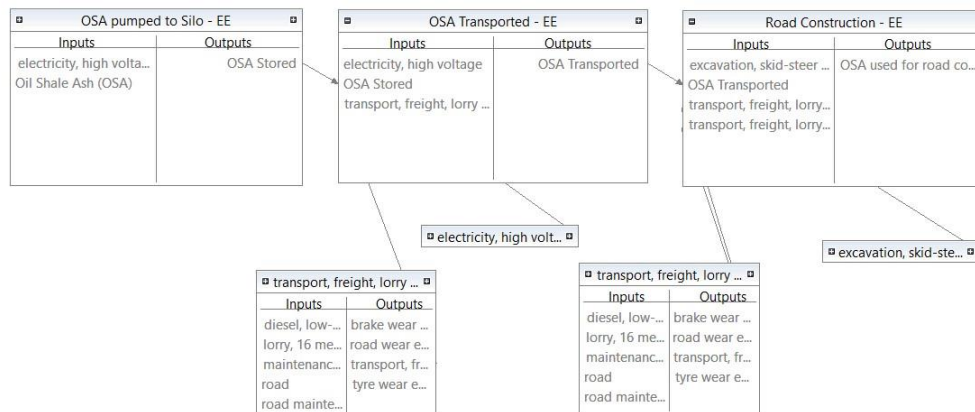 OSA pumped to Silo - EE
Inputs Outputs
electricity, high volta... OSA Stored
Oil Shale Ash (OSA)
OSA Transported - EE
Inputs Outputs
electricity, high voltage OSA Transported
OSA Stored
transport, freight, lorry ...
Road Construction - EE
Inputs Outputs
excavation, skid-steer ... OSA used for road co...
OSA Transported
transport, freight, lorry...
transport, freight, lorry...
electricity, high volt...
excavation, skid-ste...
transport, freight, lorry ...
Inputs Outputs
diesel, low-... brake wear ...
lorry, 16 me... road wear e...
maintenanc... transport, fr...
road tyre wear e...
road mainte...
transport, freight, lorry ...
Inputs Outputs
diesel, low-... brake wear ...
lorry, 16 me... road wear e...
maintenanc... transport, fr...
road tyre wear e...
road mainte...